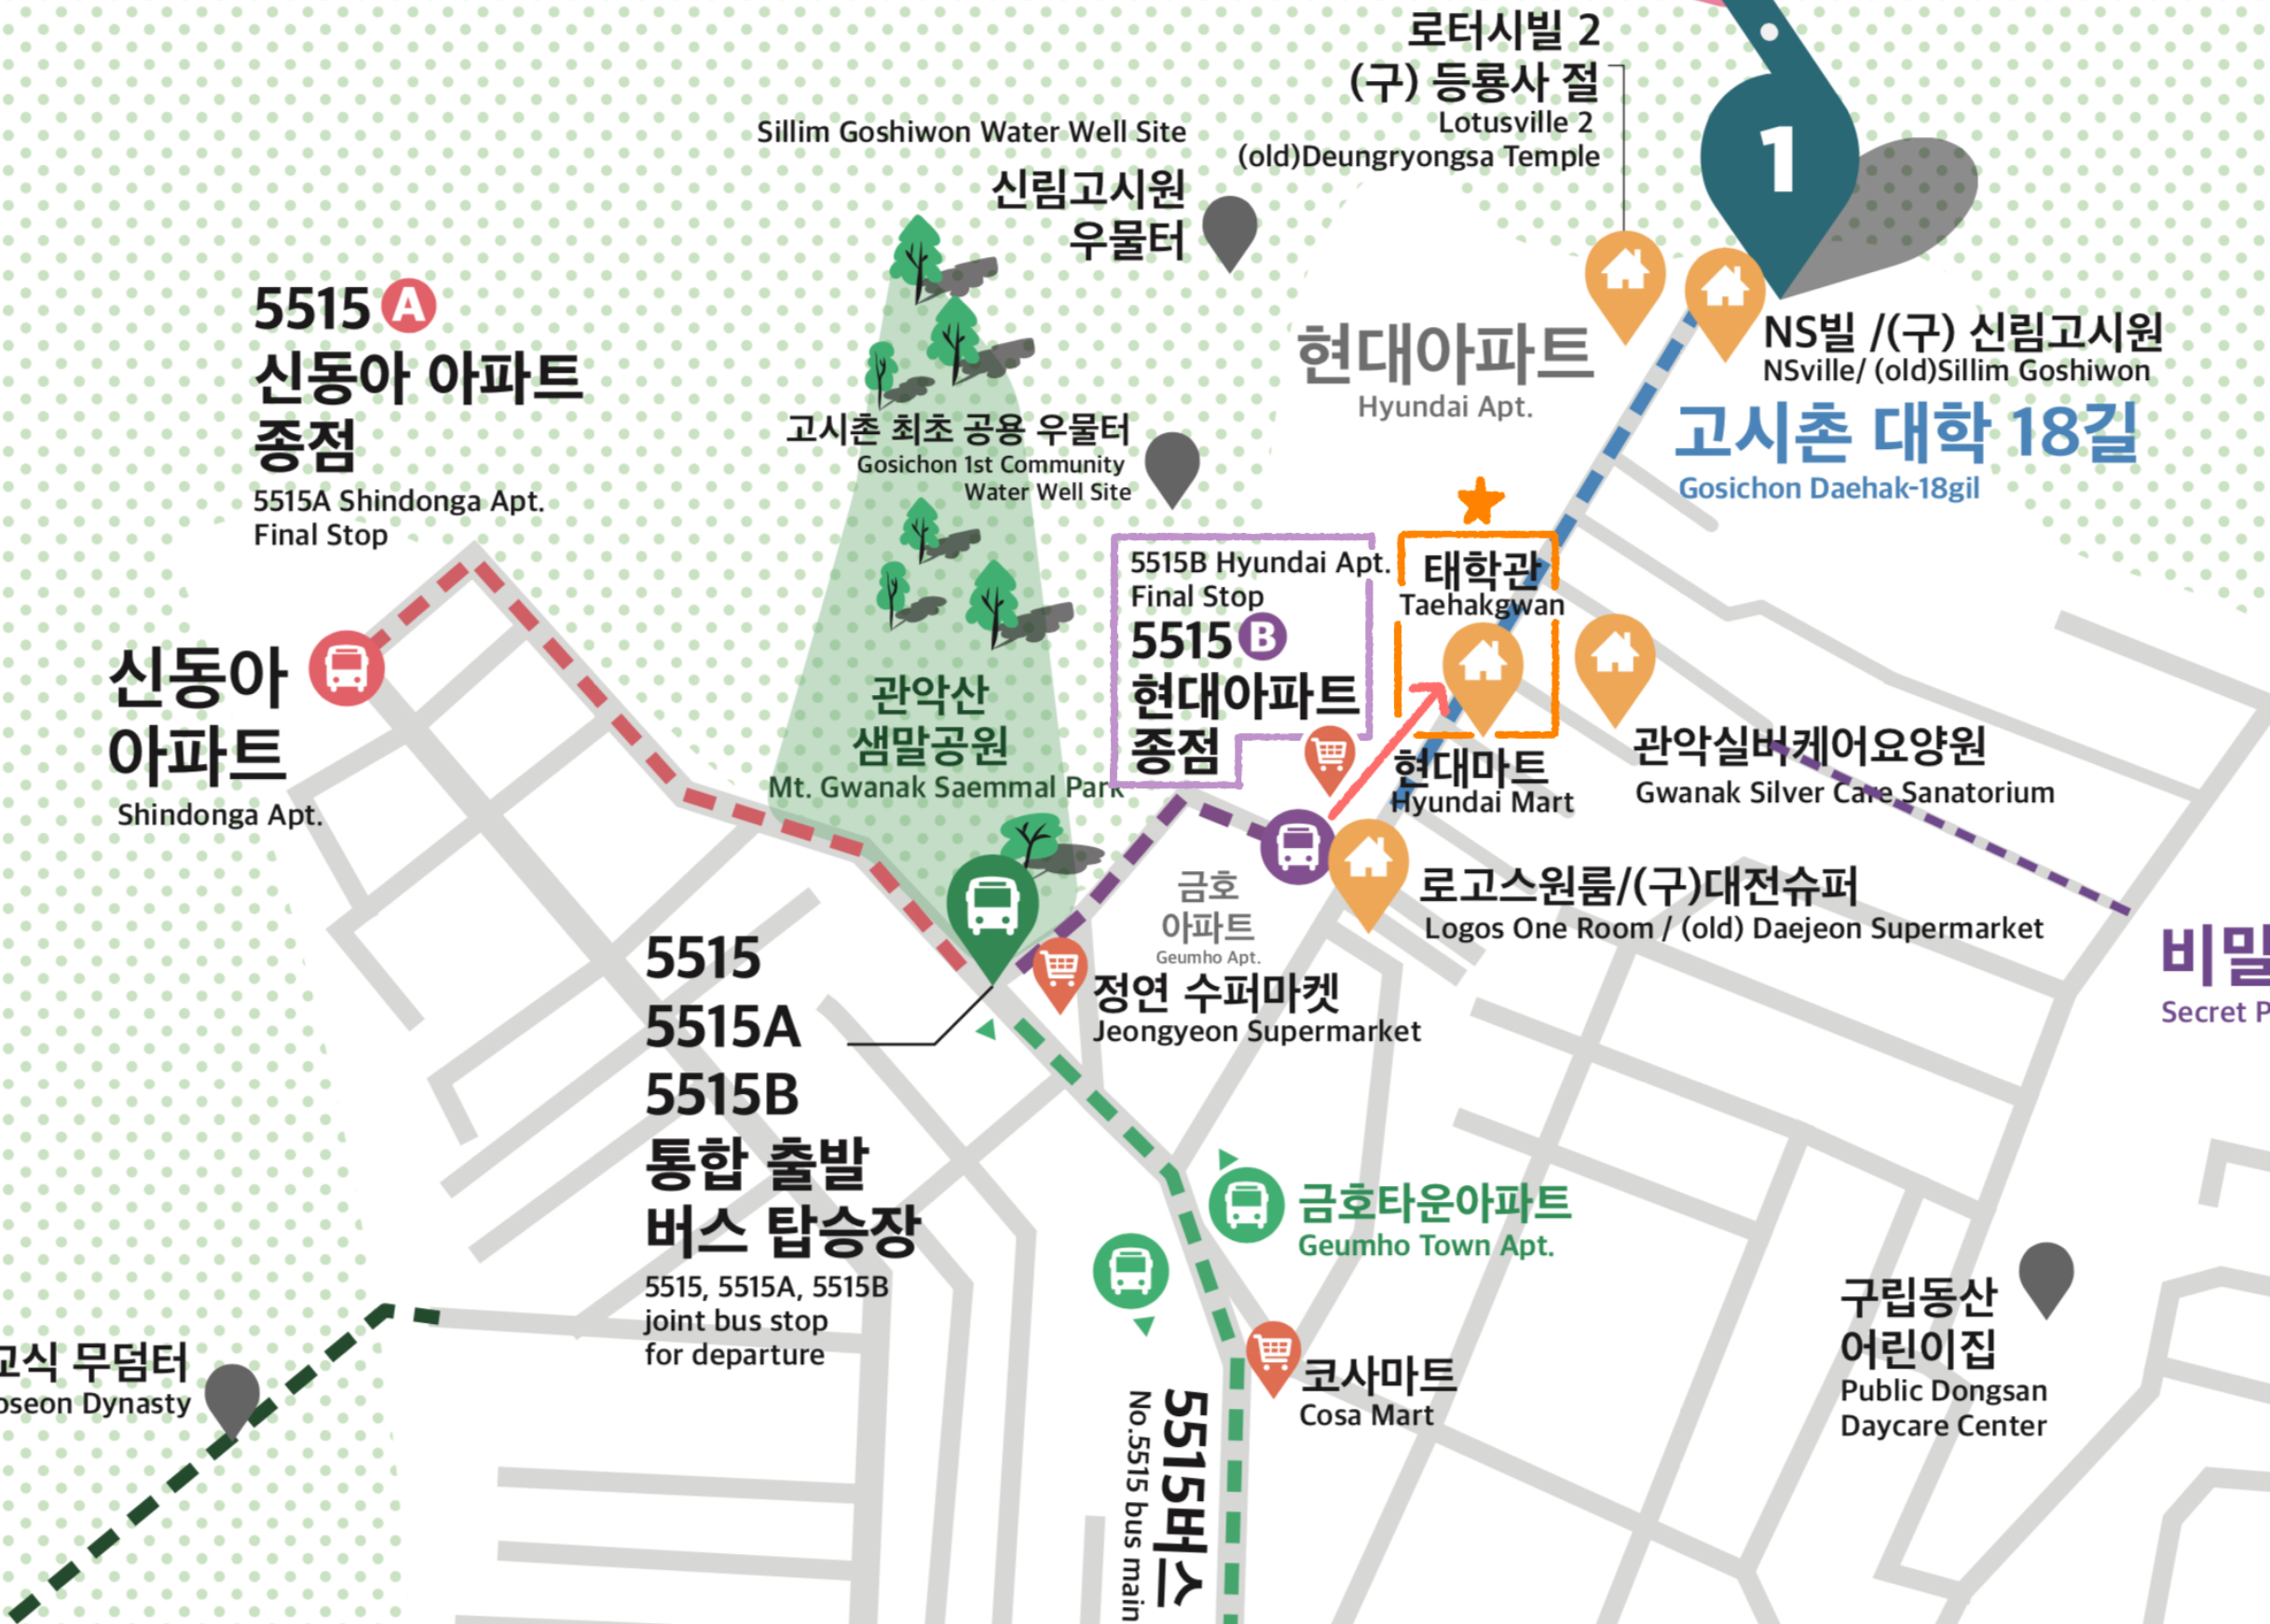 로터시빌 2
(구) 등룡사 절
Lotusville 2
(old)Deungryongsa Temple
1
Sillim Goshiwon Water Well Site
신림고시원
우물터
5515 A
신동아 아파트
종점
5515A Shindonga Apt.
Final Stop
현대아파트
Hyundai Apt.
NS빌 /(구) 신림고시원
NSville/ (old)Sillim Goshiwon
고시촌 대학 18길
Gosichon Daehak-18gil
고시촌 최초 공용 우물터
Gosichon 1st Community
Water Well Site
5515B Hyundai Apt.
Final Stop
5515 B
현대아파트
종점
태학관
Taehakgwan
신동아
아파트
Shindonga Apt.
관악산
샘말공원
Mt. Gwanak Saemmal Park
현대마트
Hyundai Mart
관악실버케어요양원
Gwanak Silver Care Sanatorium
로고스원룸/(구)대전슈퍼
Logos One Room / (old) Daejeon Supermarket
금호
아파트
Geumho Apt.
정연 수퍼마켓
Jeongyeon Supermarket
비밀
Secret P
5515
5515A
5515B
통합 출발
버스 탑승장
5515, 5515A, 5515B
joint bus stop
for departure
금호타운아파트
Geumho Town Apt.
교식 무덤터
oseon Dynasty
코사마트
Cosa Mart
5515버스
No.5515 bus main
구립동산
어린이집
Public Dongsan
Daycare Center